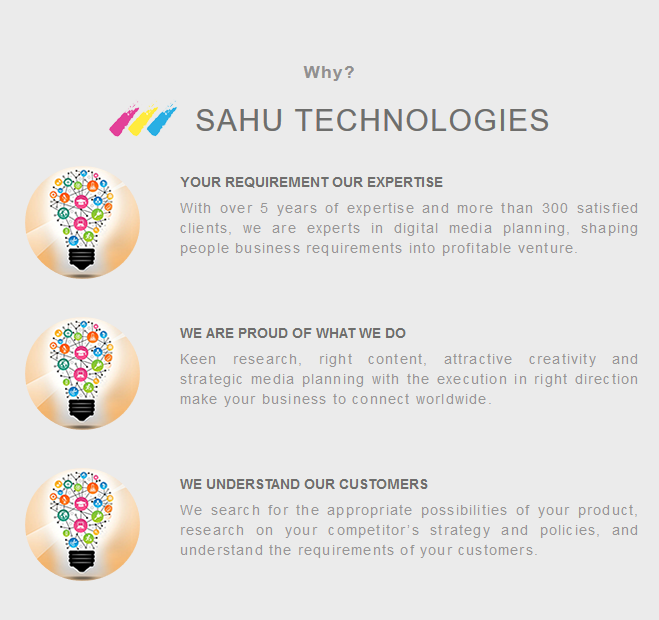 Why?
SAHU TECHNOLOGIES
YOUR REQUIREMENT OUR EXPERTISE
With over 5 years of expertise and more than 300 satisfied
clients, we are experts in digital media planning, shaping
people business requirements into profitable venture.
WE ARE PROUD OF WHAT WE DO
Keen research, right content, attractive creativity and
strategic media planning with the execution in right direction
make your business to connect worldwide.
WE UNDERSTAND OUR CUSTOMERS
We search for the appropriate possibilities of your product,
research on your competitor's strategy and policies, and
understand the requirements of your customers.